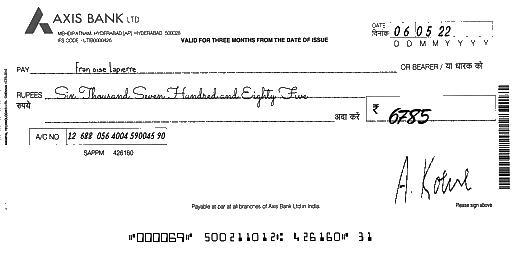 AXIS BANK LTD
MEHDIPATNAM, HYDERABAD [AP] HYDERABAD 500028
IFS CODE - UTIB0000426
VALID FOR THREE MONTHS FROM THE DATE OF ISSUE
DATE
दिनांक 06 05 22
D D M M Y Y Y Y
PAY Françoise Lapierre OR BEARER / या धारक को
RUPEES Six Thousand Seven Hundred and Eighty Five
रुपये अदा करें ₹ 6785
A/C NO 12 688 056 4004 590045 90
SAPPM 426160
A. Kohli
Payable at par at all branches of Axis Bank Ltd in India.
Please sign above
⑈000069⑈ 500211012⑆ 426160⑈ 31